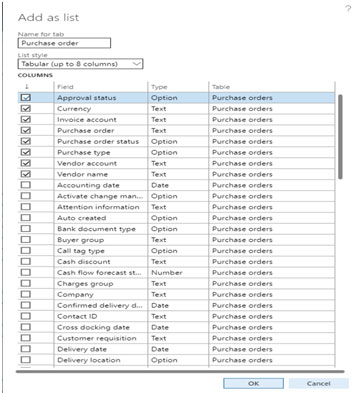 ?
Add as list
Name for tab
Purchase order
List style
Tabular (up to 8 columns)
COLUMNS
↓ Field Type Table
Approval status Option Purchase orders
Currency Text Purchase orders
Invoice account Text Purchase orders
Purchase order Text Purchase orders
Purchase order status Option Purchase orders
Purchase type Option Purchase orders
Vendor account Text Purchase orders
Vendor name Text Purchase orders
Accounting date Date Purchase orders
Activate change man... Option Purchase orders
Attention information Text Purchase orders
Auto created Option Purchase orders
Bank document type Option Purchase orders
Buyer group Text Purchase orders
Call tag type Option Purchase orders
Cash discount Text Purchase orders
Cash flow forecast st... Number Purchase orders
Charges group Text Purchase orders
Company Text Purchase orders
Confirmed delivery d... Date Purchase orders
Contact ID Text Purchase orders
Cross docking date Date Purchase orders
Customer requisition Text Purchase orders
Delivery date Date Purchase orders
Delivery location Option Purchase orders
OK Cancel